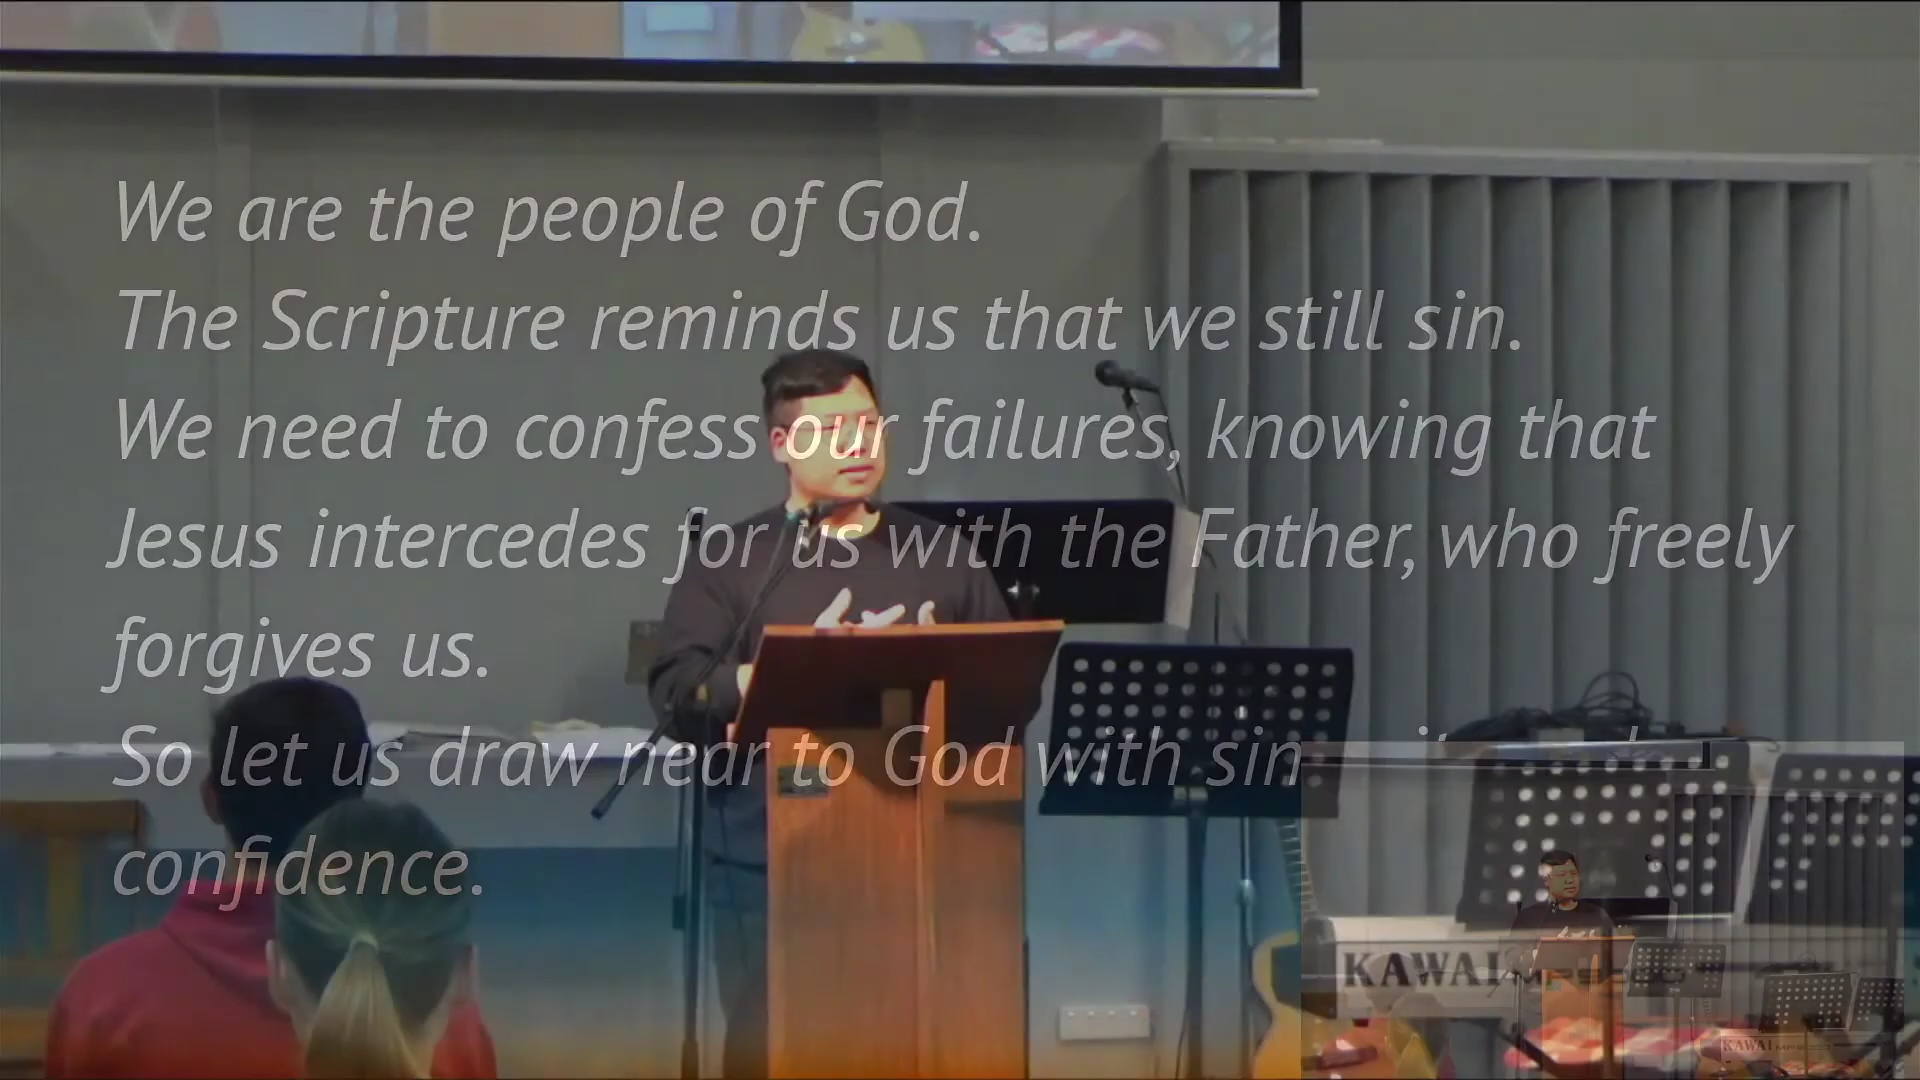 We are the people of God.
The Scripture reminds us that we still sin.
We need to confess our failures, knowing that
Jesus intercedes for us with the Father, who freely
forgives us.
So let us draw near to God with
confidence.
KAWAI
KAWAI